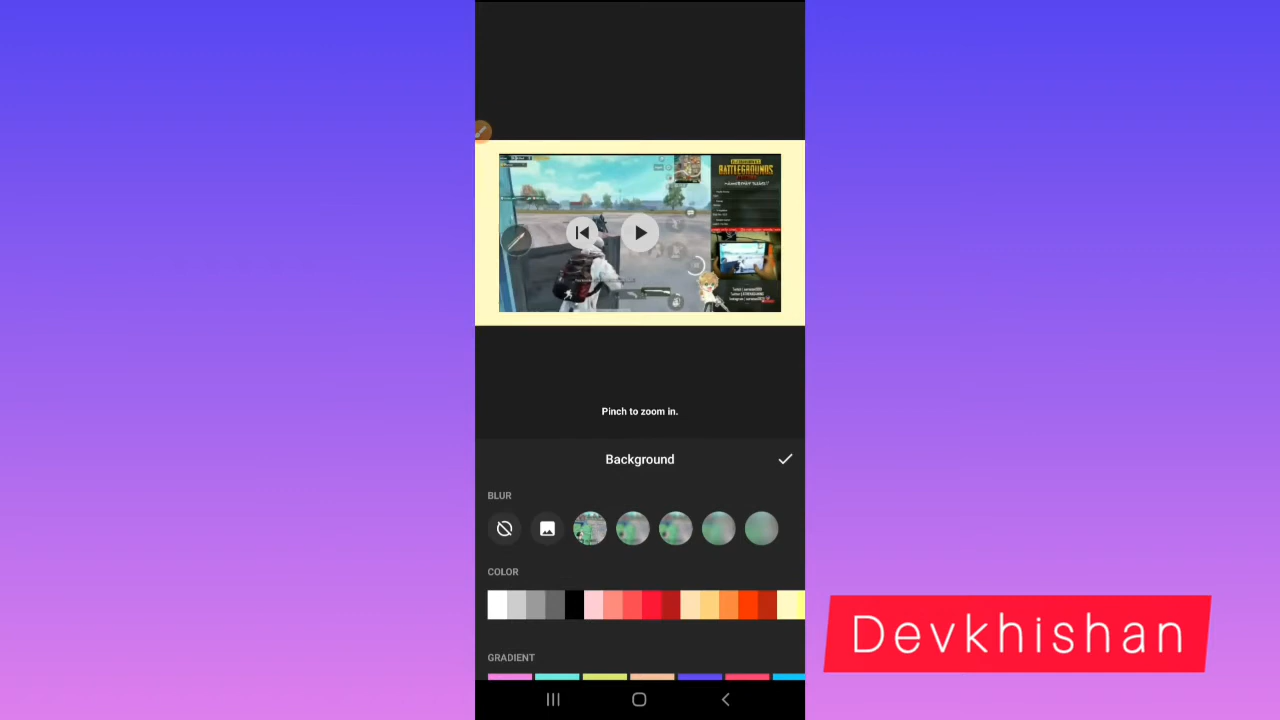 BATTLEGROUNDS
Pinch to zoom in.
Background
BLUR
COLOR
GRADIENT
Devkhishan